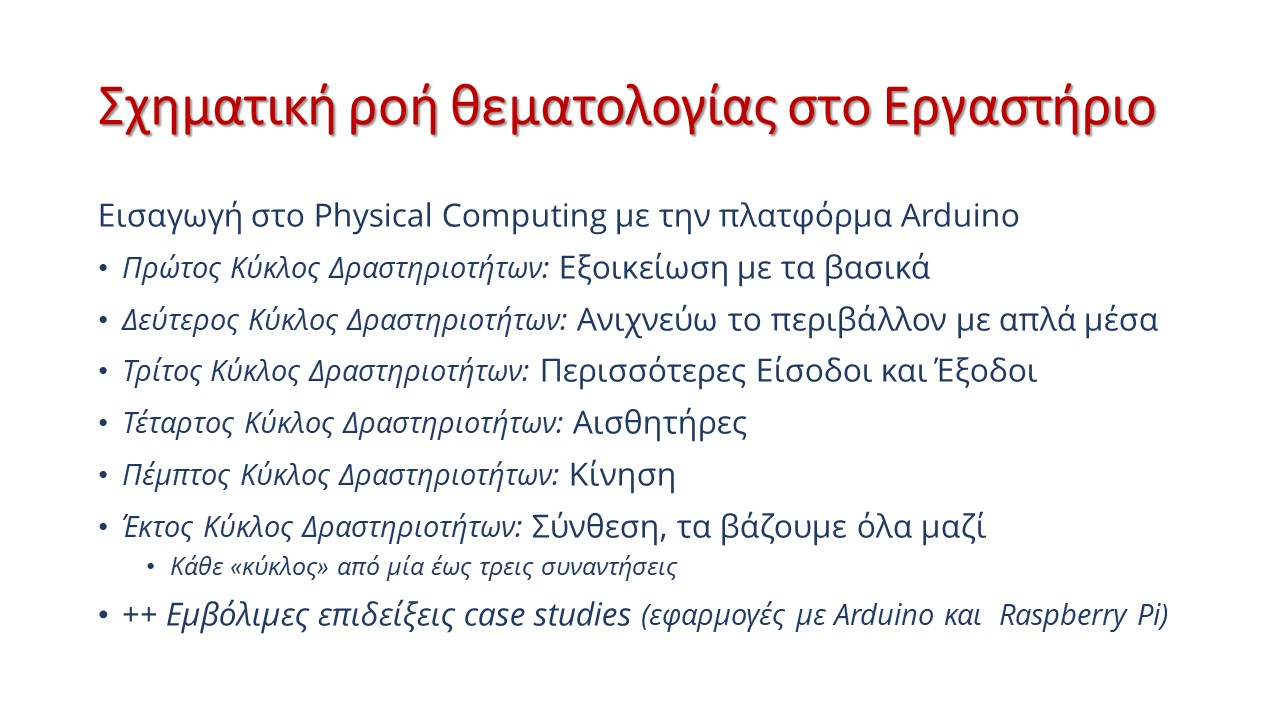 Σχηματική ροή θεματολογίας στο Εργαστήριο
Εισαγωγή στο Physical Computing με την πλατφόρμα Arduino
• Πρώτος Κύκλος Δραστηριοτήτων: Εξοικείωση με τα βασικά
• Δεύτερος Κύκλος Δραστηριοτήτων: Ανιχνεύω το περιβάλλον με απλά μέσα
• Τρίτος Κύκλος Δραστηριοτήτων: Περισσότερες Είσοδοι και Έξοδοι
• Τέταρτος Κύκλος Δραστηριοτήτων: Αισθητήρες
• Πέμπτος Κύκλος Δραστηριοτήτων: Κίνηση
• Έκτος Κύκλος Δραστηριοτήτων: Σύνθεση, τα βάζουμε όλα μαζί
• Κάθε «κύκλος» από μία έως τρεις συναντήσεις
• ++ Εμβόλιμες επιδείξεις case studies (εφαρμογές με Arduino και Raspberry Pi)